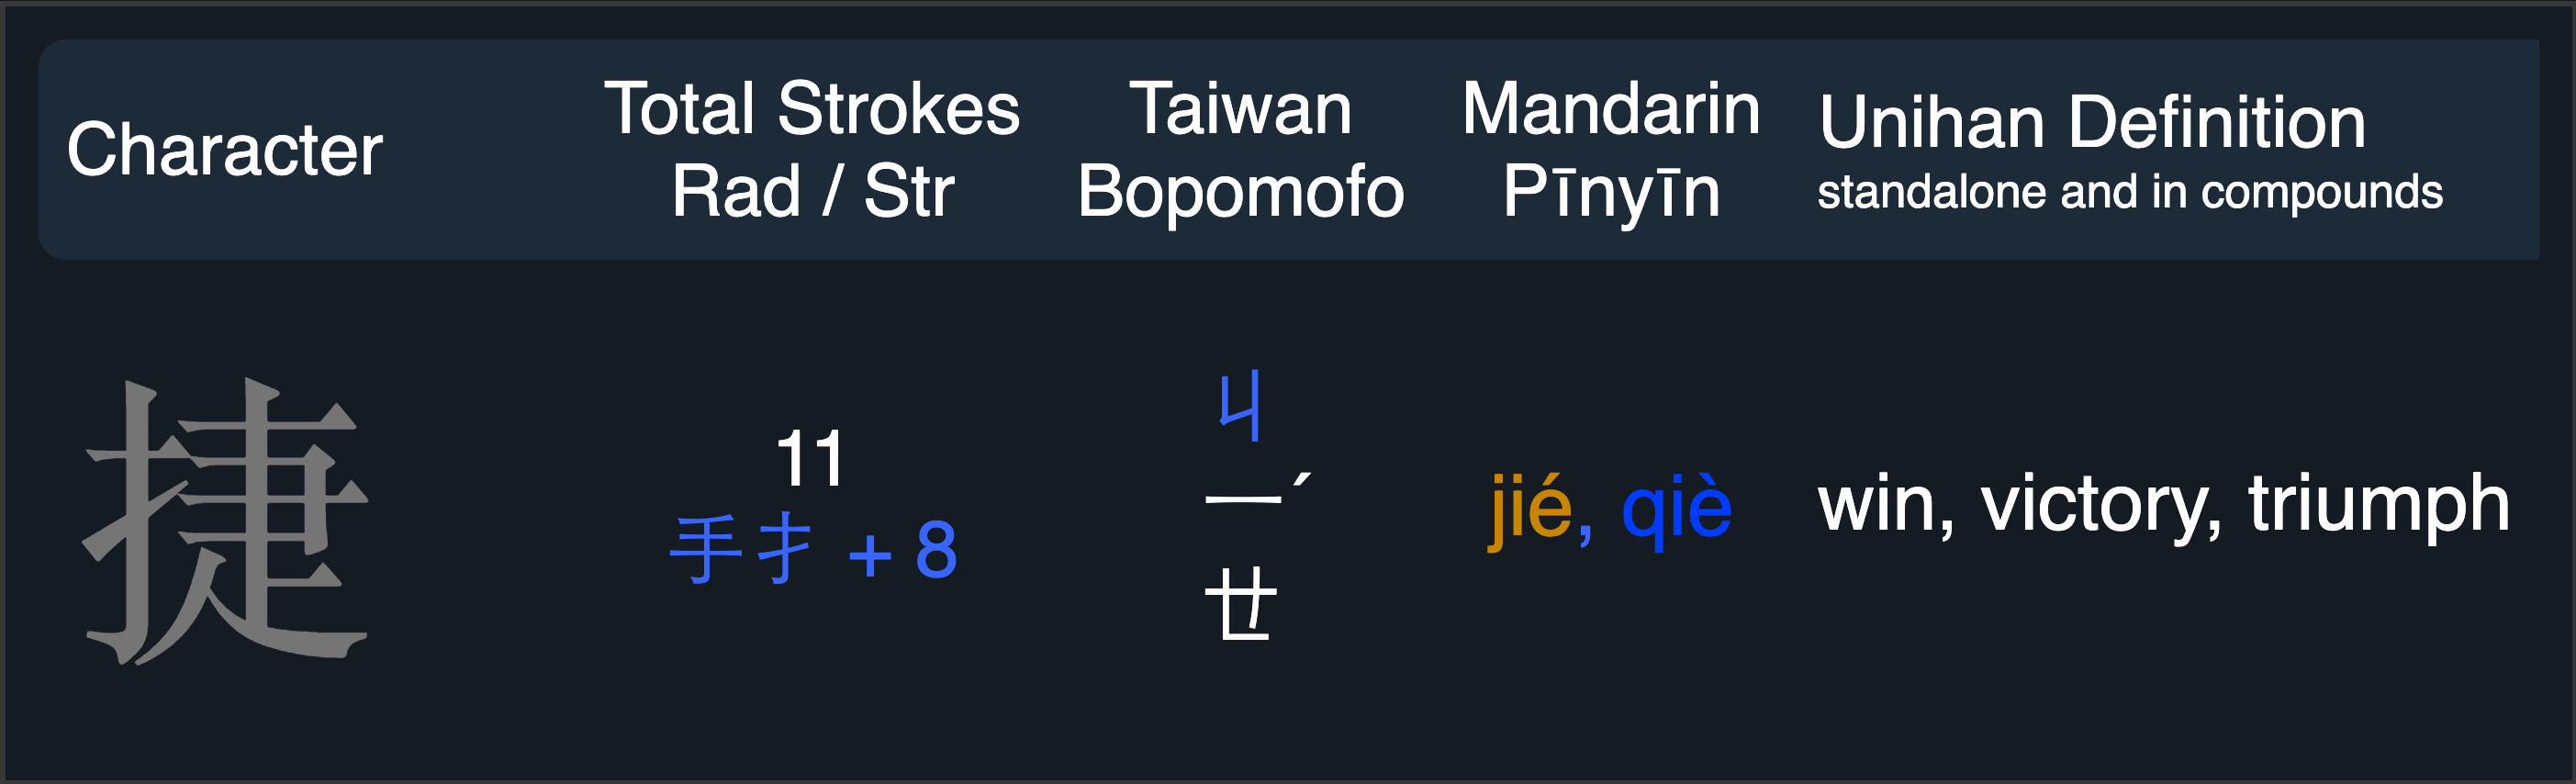 Character
Total Strokes
Rad / Str
Taiwan
Bopomofo
Mandarin
Pīnyīn
Unihan Definition
standalone and in compounds
捷
11
手扌 + 8
ㄐ
ㄧˊ
ㄝ
jié, qiè
win, victory, triumph